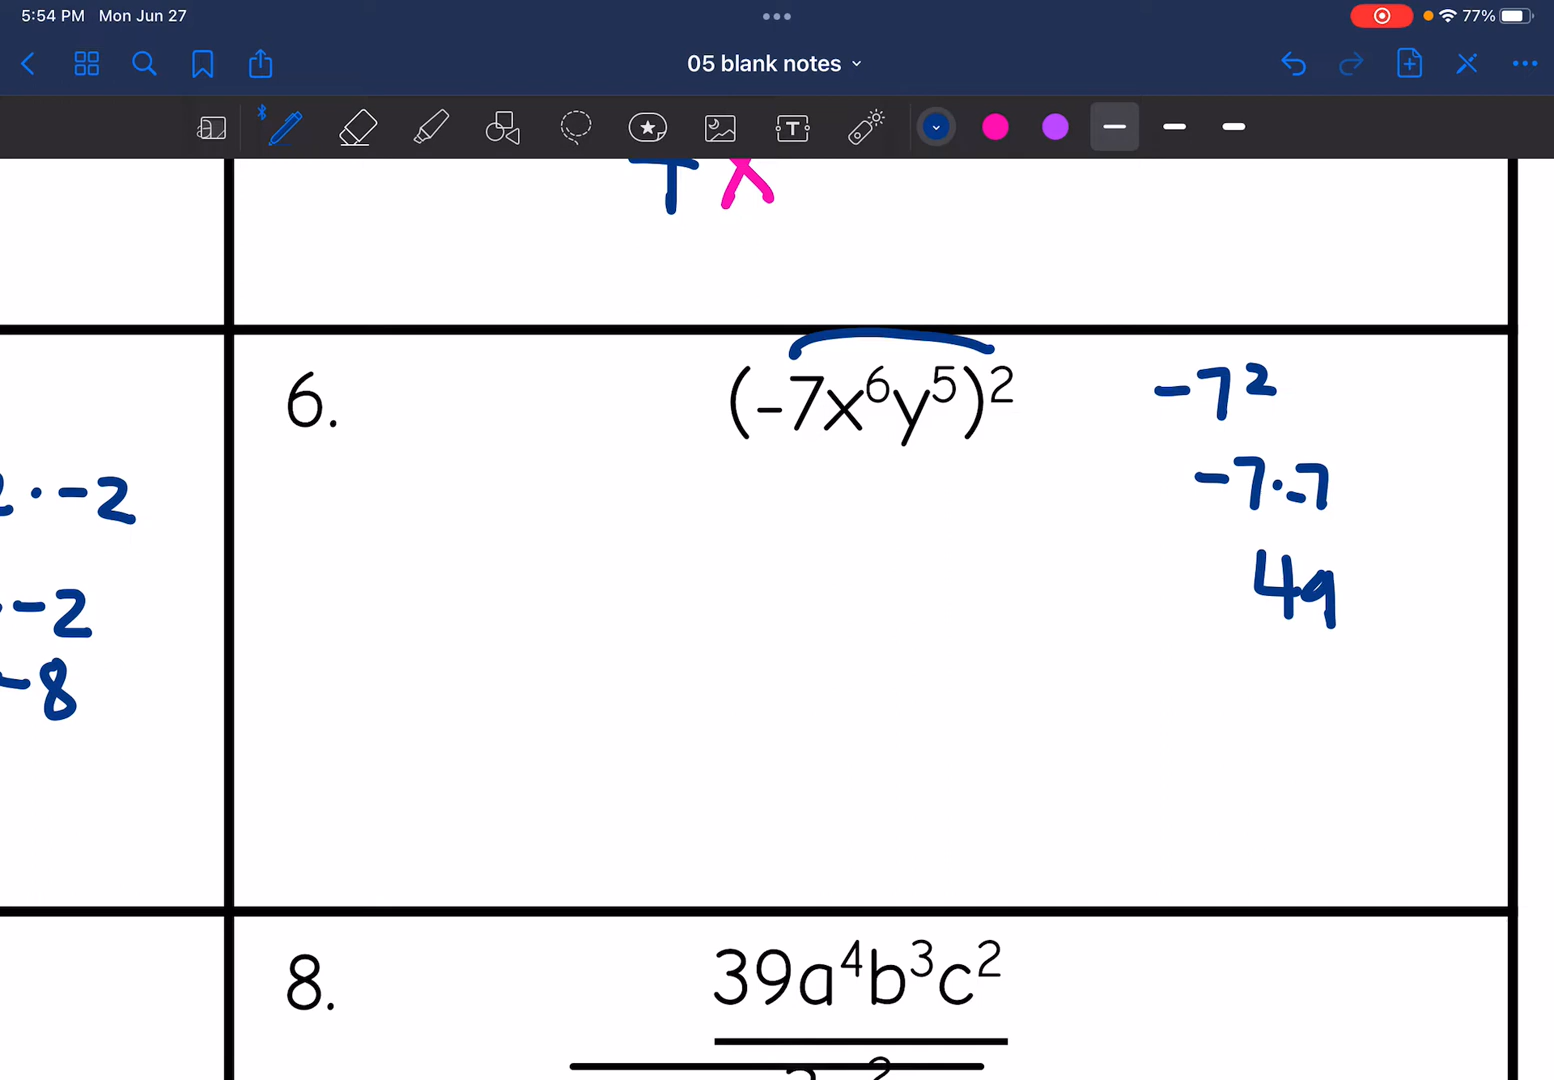 5:54 PM Mon Jun 27
77%
05 blank notes
T
x
6.
(-7x⁶y⁵)²
-7²
-7·-7
49
· -2
-2
-8
8.
39a⁴b³c²